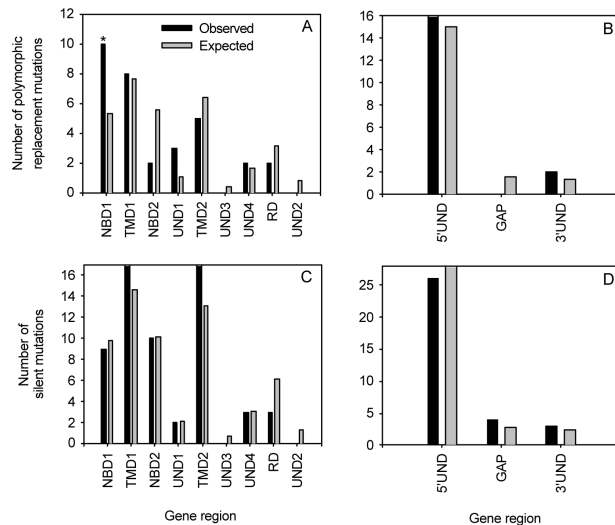 Number of polymorphic
replacement mutations
12
10
8
6
4
2
0
*
Observed
Expected
A
NBD1
TMD1
NBD2
UND1
TMD2
UND3
UND4
RD
UND2
16
14
12
10
8
6
4
2
0
B
5'UND
GAP
3'UND
Number of
silent mutations
16
14
12
10
8
6
4
2
0
C
NBD1
TMD1
NBD2
UND1
TMD2
UND3
UND4
RD
UND2
Gene region
25
20
15
10
5
0
D
5'UND
GAP
3'UND
Gene region